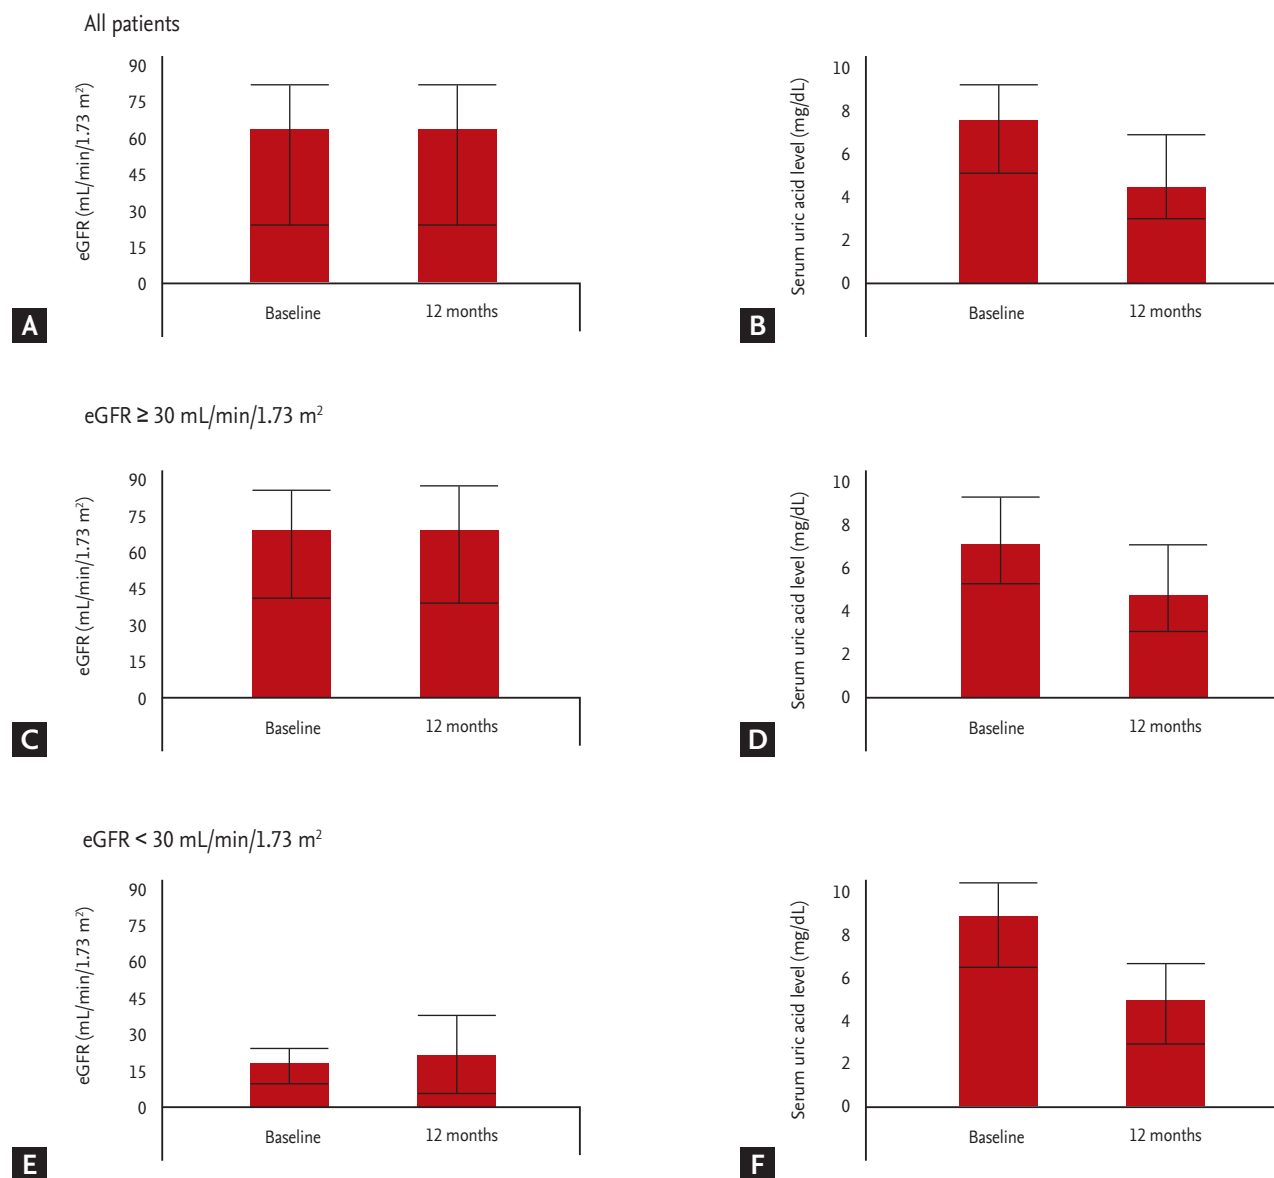 All patients
eGFR (mL/min/1.73 m²)
90
75
60
45
30
15
0
Baseline
12 months
A
Serum uric acid level (mg/dL)
10
8
6
4
2
0
Baseline
12 months
B
eGFR ≥ 30 mL/min/1.73 m²
eGFR (mL/min/1.73 m²)
90
75
60
45
30
15
0
Baseline
12 months
C
Serum uric acid level (mg/dL)
10
8
6
4
2
0
Baseline
12 months
D
eGFR < 30 mL/min/1.73 m²
eGFR (mL/min/1.73 m²)
90
75
60
45
30
15
0
Baseline
12 months
E
Serum uric acid level (mg/dL)
10
8
6
4
2
0
Baseline
12 months
F